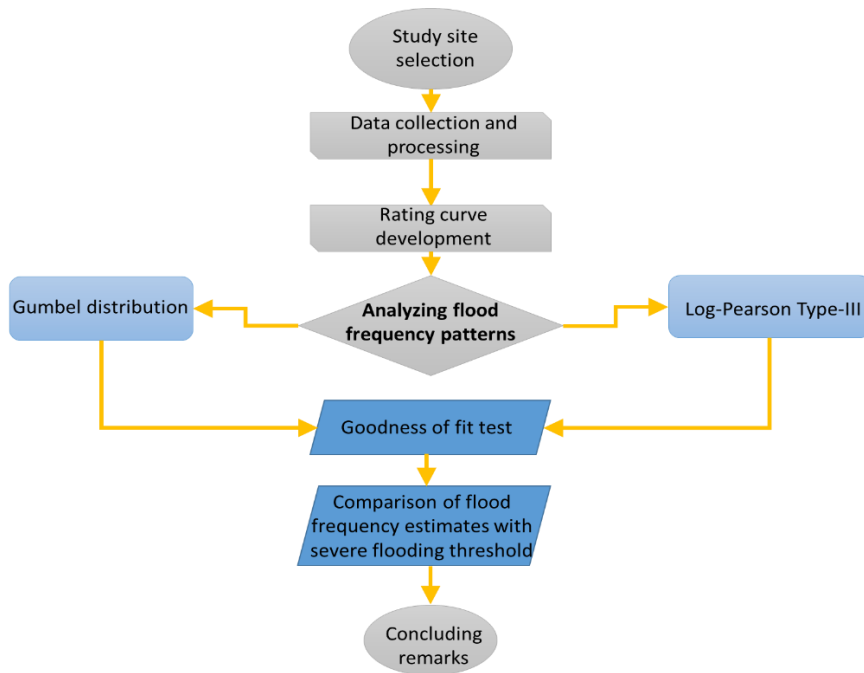 Study site
selection
Data collection and
processing
Rating curve
development
Gumbel distribution
Analyzing flood
frequency patterns
Log-Pearson Type-III
Goodness of fit test
Comparison of flood
frequency estimates with
severe flooding threshold
Concluding
remarks